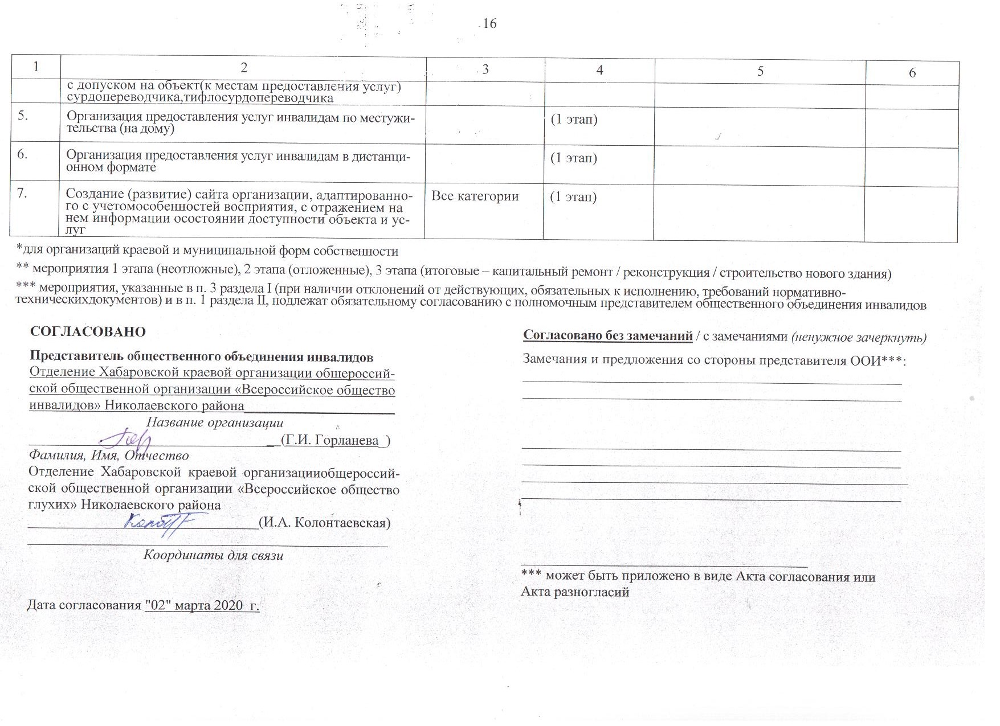 16
1 2 3 4 5 6
с допуском на объект(к местам предоставления услуг)
сурдопереводчика,тифлосурдопереводчика
5. Организация предоставления услуг инвалидам по местужи- (1 этап)
тельства (на дому)
6. Организация предоставления услуг инвалидам в дистанци- (1 этап)
онном формате
7. Создание (развитие) сайта организации, адаптированно- Все категории (1 этап)
го с учетомособенностей восприятия, с отражением на
нем информации осостоянии доступности объекта и ус-
луг
*для организаций краевой и муниципальной форм собственности
** мероприятия 1 этапа (неотложные), 2 этапа (отложенные), 3 этапа (итоговые – капитальный ремонт / реконструкция / строительство нового здания)
*** мероприятия, указанные в п. 3 раздела I (при наличии отклонений от действующих, обязательных к исполнению, требований нормативно-
техническихдокументов) и в п. 1 раздела II, подлежат обязательному согласованию с полномочным представителем общественного объединения инвалидов
СОГЛАСОВАНО
Представитель общественного объединения инвалидов
Отделение Хабаровской краевой организации общероссий-
ской общественной организации «Всероссийское общество
инвалидов» Николаевского района
Название организации
(Г.И. Горланева )
Фамилия, Имя, Отчество
Отделение Хабаровской краевой организацииобщероссий-
ской общественной организации «Всероссийское общество
глухих» Николаевского района
(И.А. Колонтаевская)
Координаты для связи
Дата согласования "02" марта 2020 г.
Согласовано без замечаний / с замечаниями (ненужное зачеркнуть)
Замечания и предложения со стороны представителя ООИ***:
*** может быть приложено в виде Акта согласования или
Акта разногласий